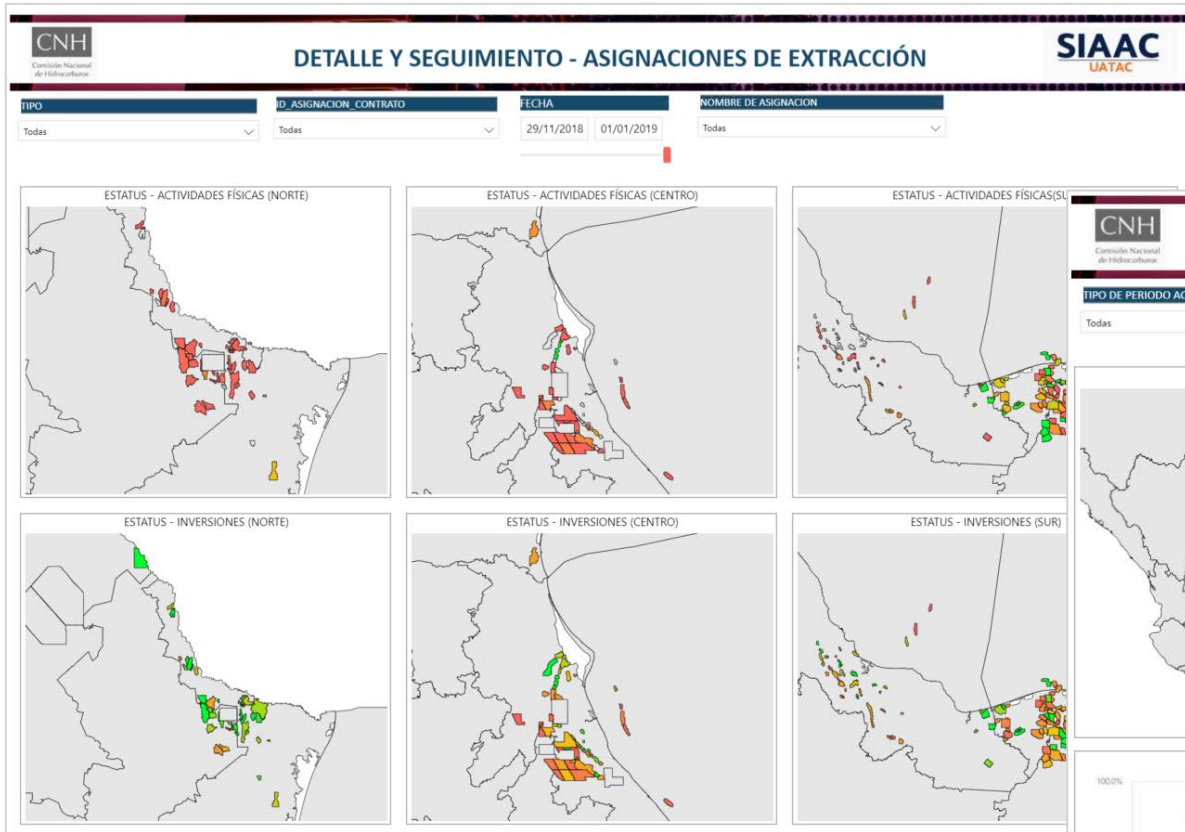 CNH
Comisión Nacional
de Hidrocarburos
DETALLE Y SEGUIMIENTO - ASIGNACIONES DE EXTRACCIÓN
SIAAC
UATAC
TIPO
ID_ASIGNACION_CONTRATO
FECHA
NOMBRE DE ASIGNACION
Todas
Todas
29/11/2018
01/01/2019
Todas
ESTATUS - ACTIVIDADES FÍSICAS (NORTE)
ESTATUS - ACTIVIDADES FÍSICAS (CENTRO)
ESTATUS - ACTIVIDADES FÍSICAS(SU
ESTATUS - INVERSIONES (NORTE)
ESTATUS - INVERSIONES (CENTRO)
ESTATUS - INVERSIONES (SUR)
CNH
Comisión Nacional
de Hidrocarburos
TIPO DE PERIODO AC
Todas
100.0%